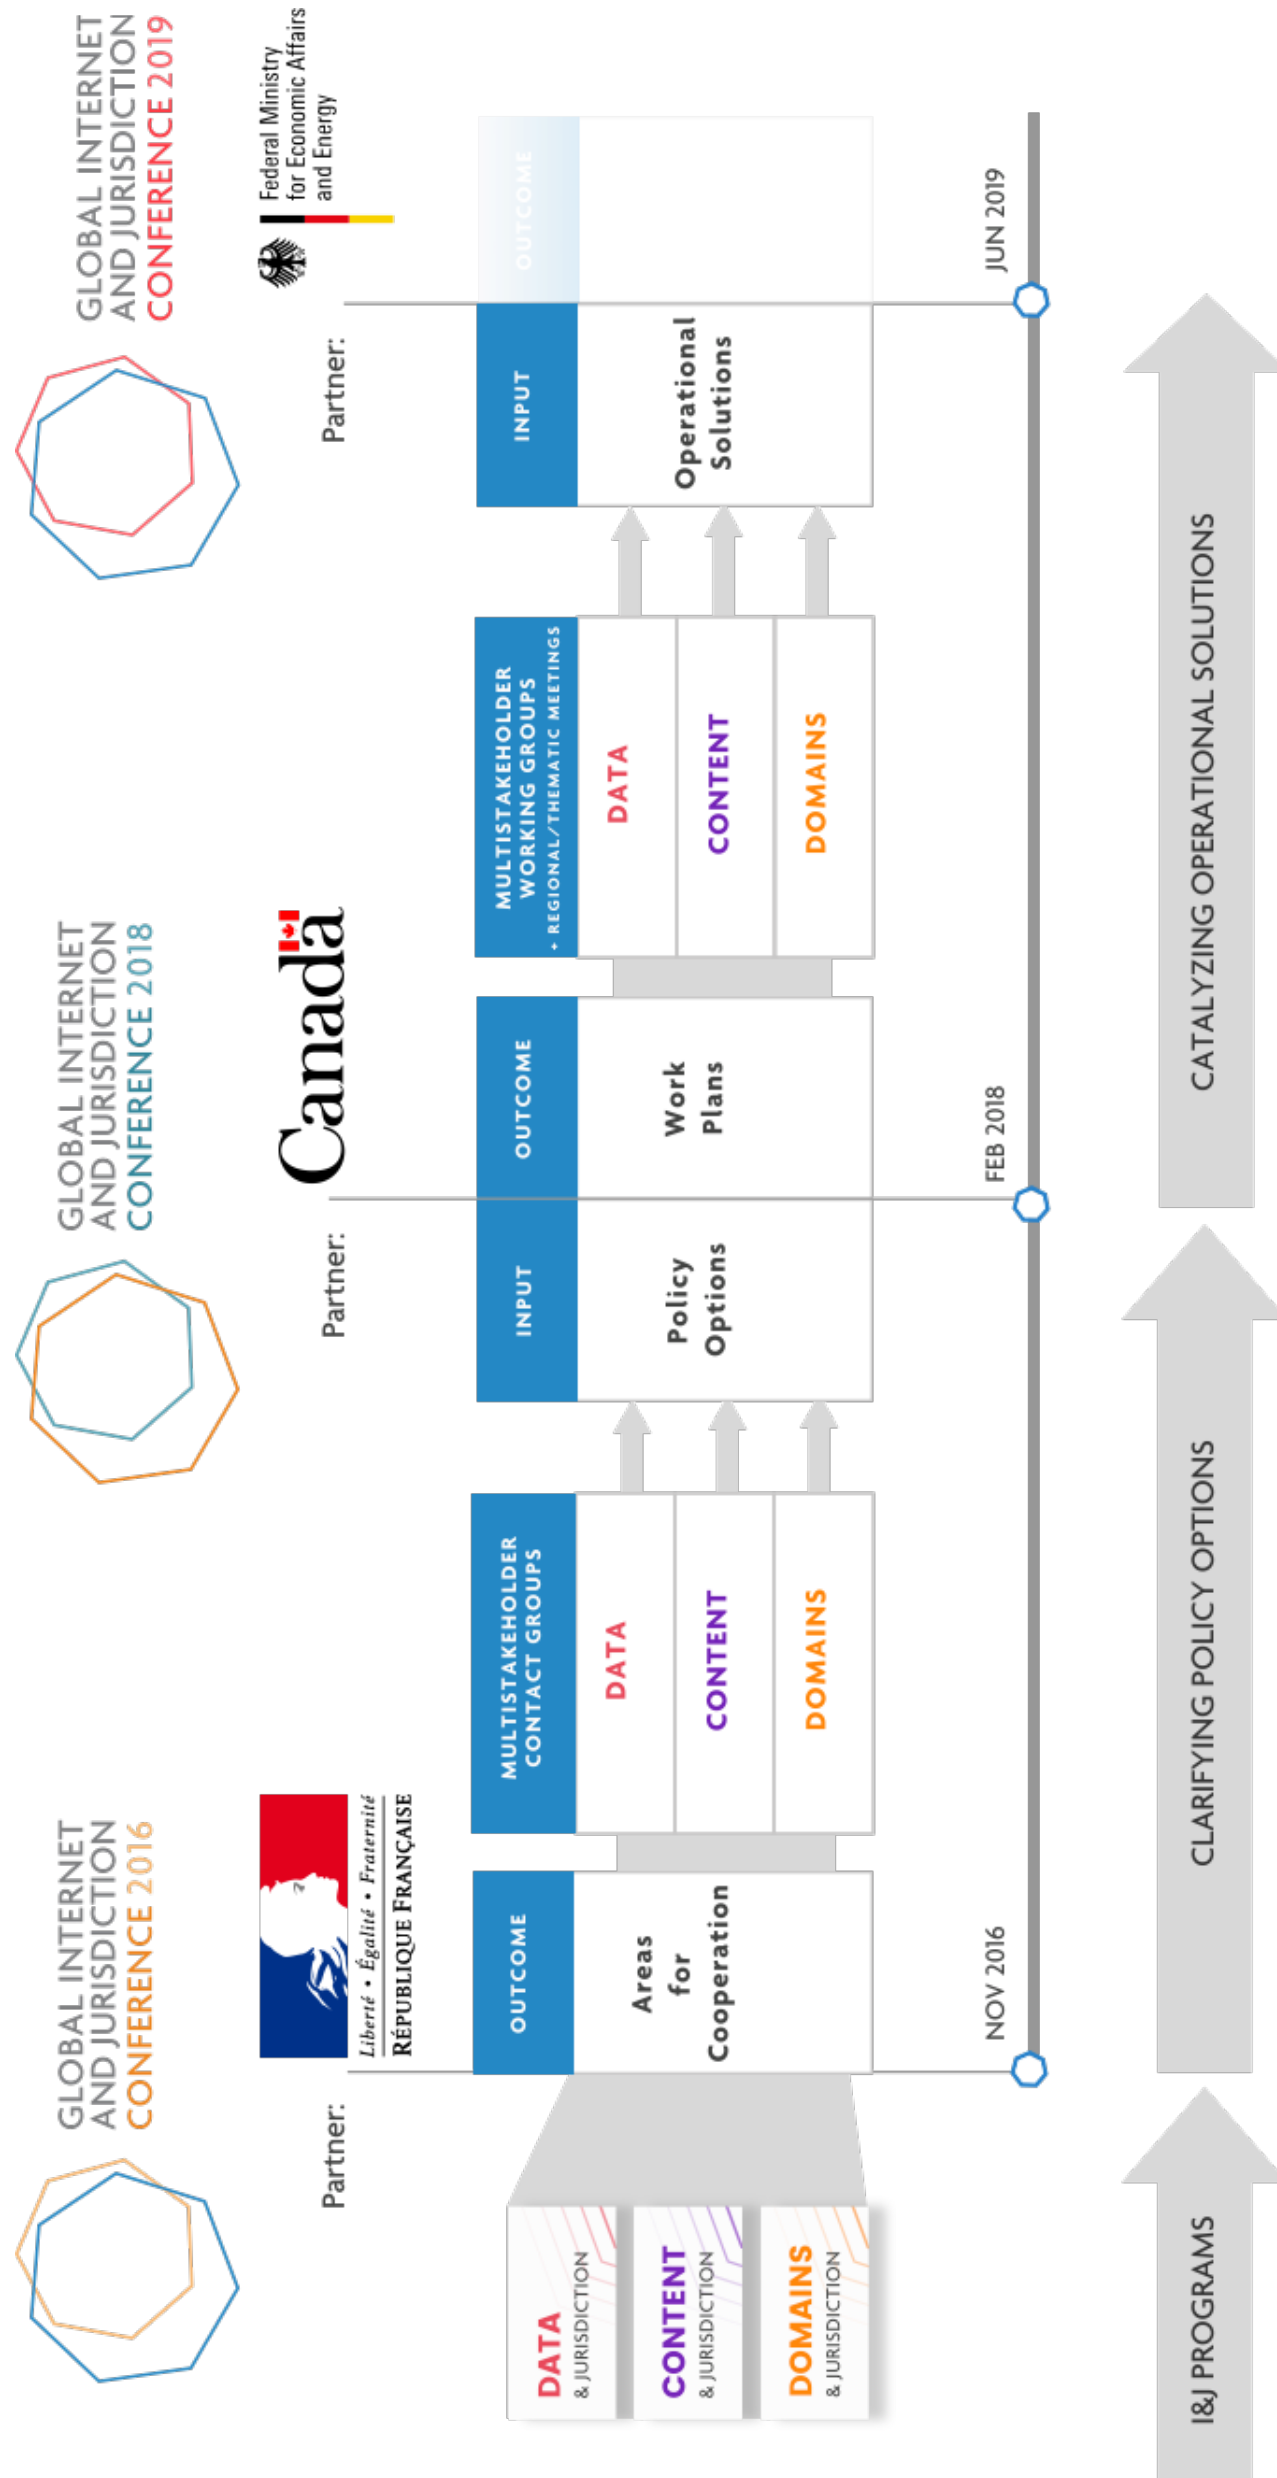 GLOBAL INTERNET
AND JURISDICTION
CONFERENCE 2016
GLOBAL INTERNET
AND JURISDICTION
CONFERENCE 2018
GLOBAL INTERNET
AND JURISDICTION
CONFERENCE 2019
Partner:
Liberté • Égalité • Fraternité
RÉPUBLIQUE FRANÇAISE
Partner:
Canada
Partner:
Federal Ministry
for Economic Affairs
and Energy
DATA
& JURISDICTION
CONTENT
& JURISDICTION
DOMAINS
& JURISDICTION
OUTCOME
Areas
for
Cooperation
MULTISTAKEHOLDER
CONTACT GROUPS
DATA
CONTENT
DOMAINS
INPUT
Policy
Options
OUTCOME
Work
Plans
MULTISTAKEHOLDER
WORKING GROUPS
+ REGIONAL/THEMATIC MEETINGS
DATA
CONTENT
DOMAINS
INPUT
Operational
Solutions
OUTCOME
NOV 2016
FEB 2018
JUN 2019
I&J PROGRAMS
CLARIFYING POLICY OPTIONS
CATALYZING OPERATIONAL SOLUTIONS